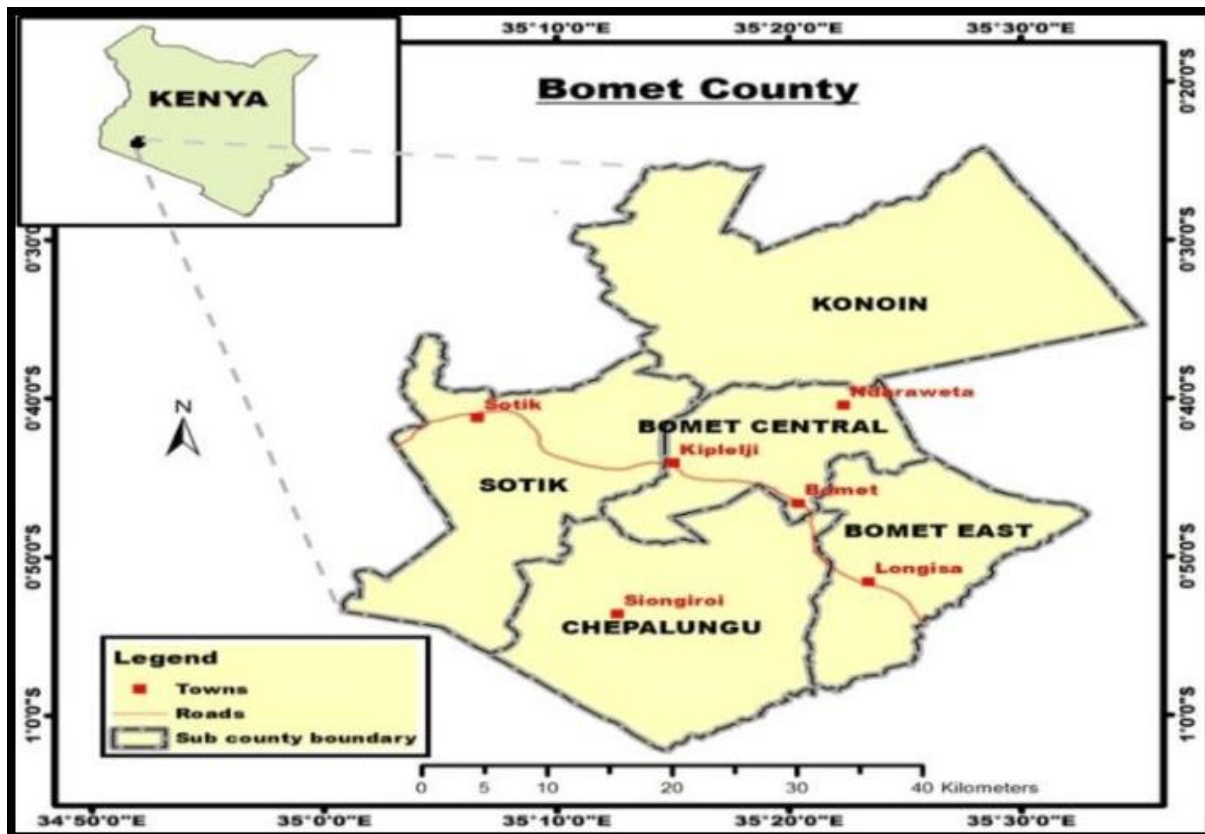 KENYA
35°10'0"E 35°20'0"E 35°30'0"E
Bomet County
0°20'0"S
0°30'0"S
0°30'0"S
KONOIN
0°40'0"S
0°40'0"S
Sotik
Ndaraweta
BOMET CENTRAL
Kiplelji
N
SOTIK
Bomet
BOMET EAST
0°50'0"S
0°50'0"S
Longisa
Siongiroi
CHEPALUNGU
Legend
Towns
Roads
Sub county boundary
1°0'0"S
1°0'0"S
0 5 10 20 30 40 Kilometers
34°50'0"E 35°0'0"E 35°10'0"E 35°20'0"E 35°30'0"E